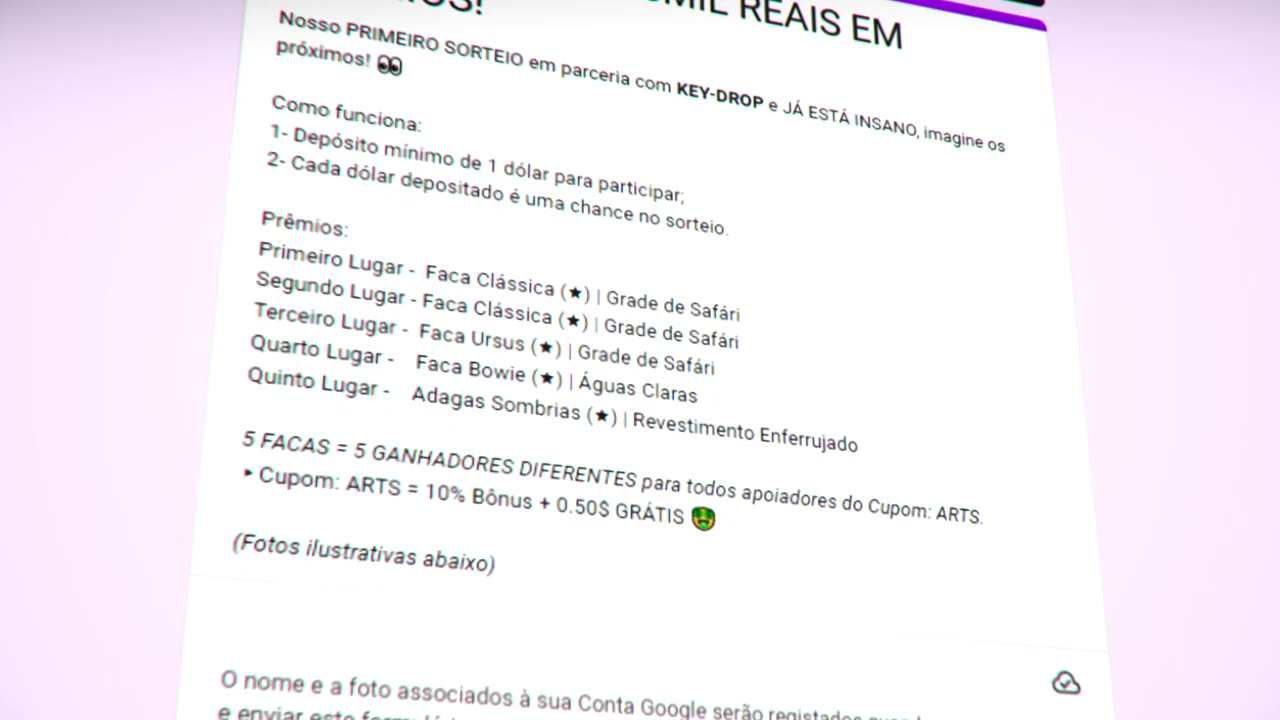 MIL REAIS EM
Nosso PRIMEIRO SORTEIO em parceria com KEY-DROP e JÁ ESTÁ INSANO, imagine os
próximos! 👀
Como funciona:
1- Depósito mínimo de 1 dólar para participar;
2- Cada dólar depositado é uma chance no sorteio.
Prêmios:
Primeiro Lugar - Faca Clássica (★) | Grade de Safári
Segundo Lugar - Faca Clássica (★) | Grade de Safári
Terceiro Lugar - Faca Ursus (★) | Grade de Safári
Quarto Lugar - Faca Bowie (★) | Águas Claras
Quinto Lugar - Adagas Sombrias (★) | Revestimento Enferrujado
5 FACAS = 5 GANHADORES DIFERENTES para todos apoiadores do Cupom: ARTS.
▸ Cupom: ARTS = 10% Bônus + 0.50$ GRÁTIS 🤑
(Fotos ilustrativas abaixo)
O nome e a foto associados à sua Conta Google serão registados
e enviar este